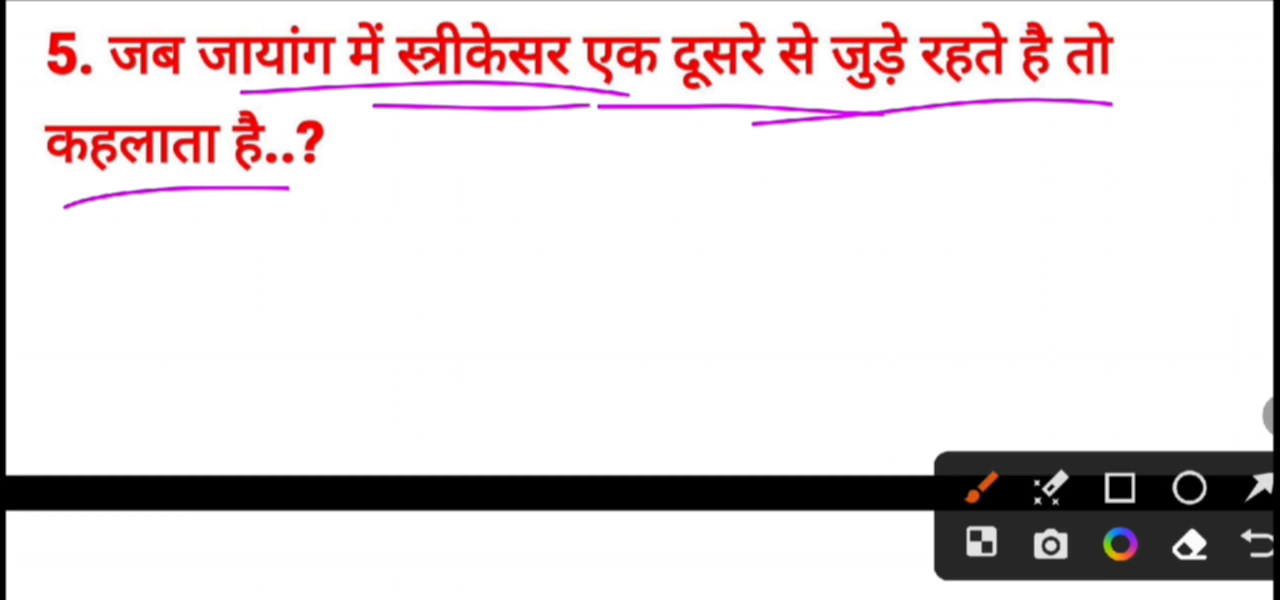 5. जब जायांग में स्त्रीकेसर एक दूसरे से जुड़े रहते है तो
कहलाता है..?